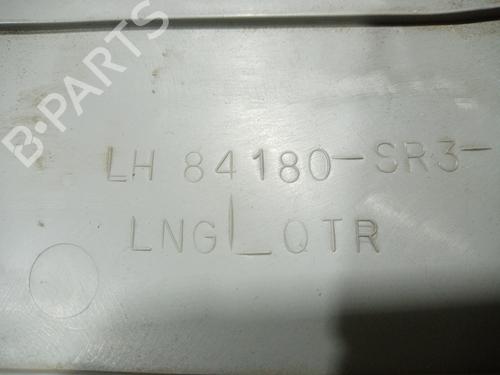 B-PARTS
LH 84180-SR3-
LNG L QTR